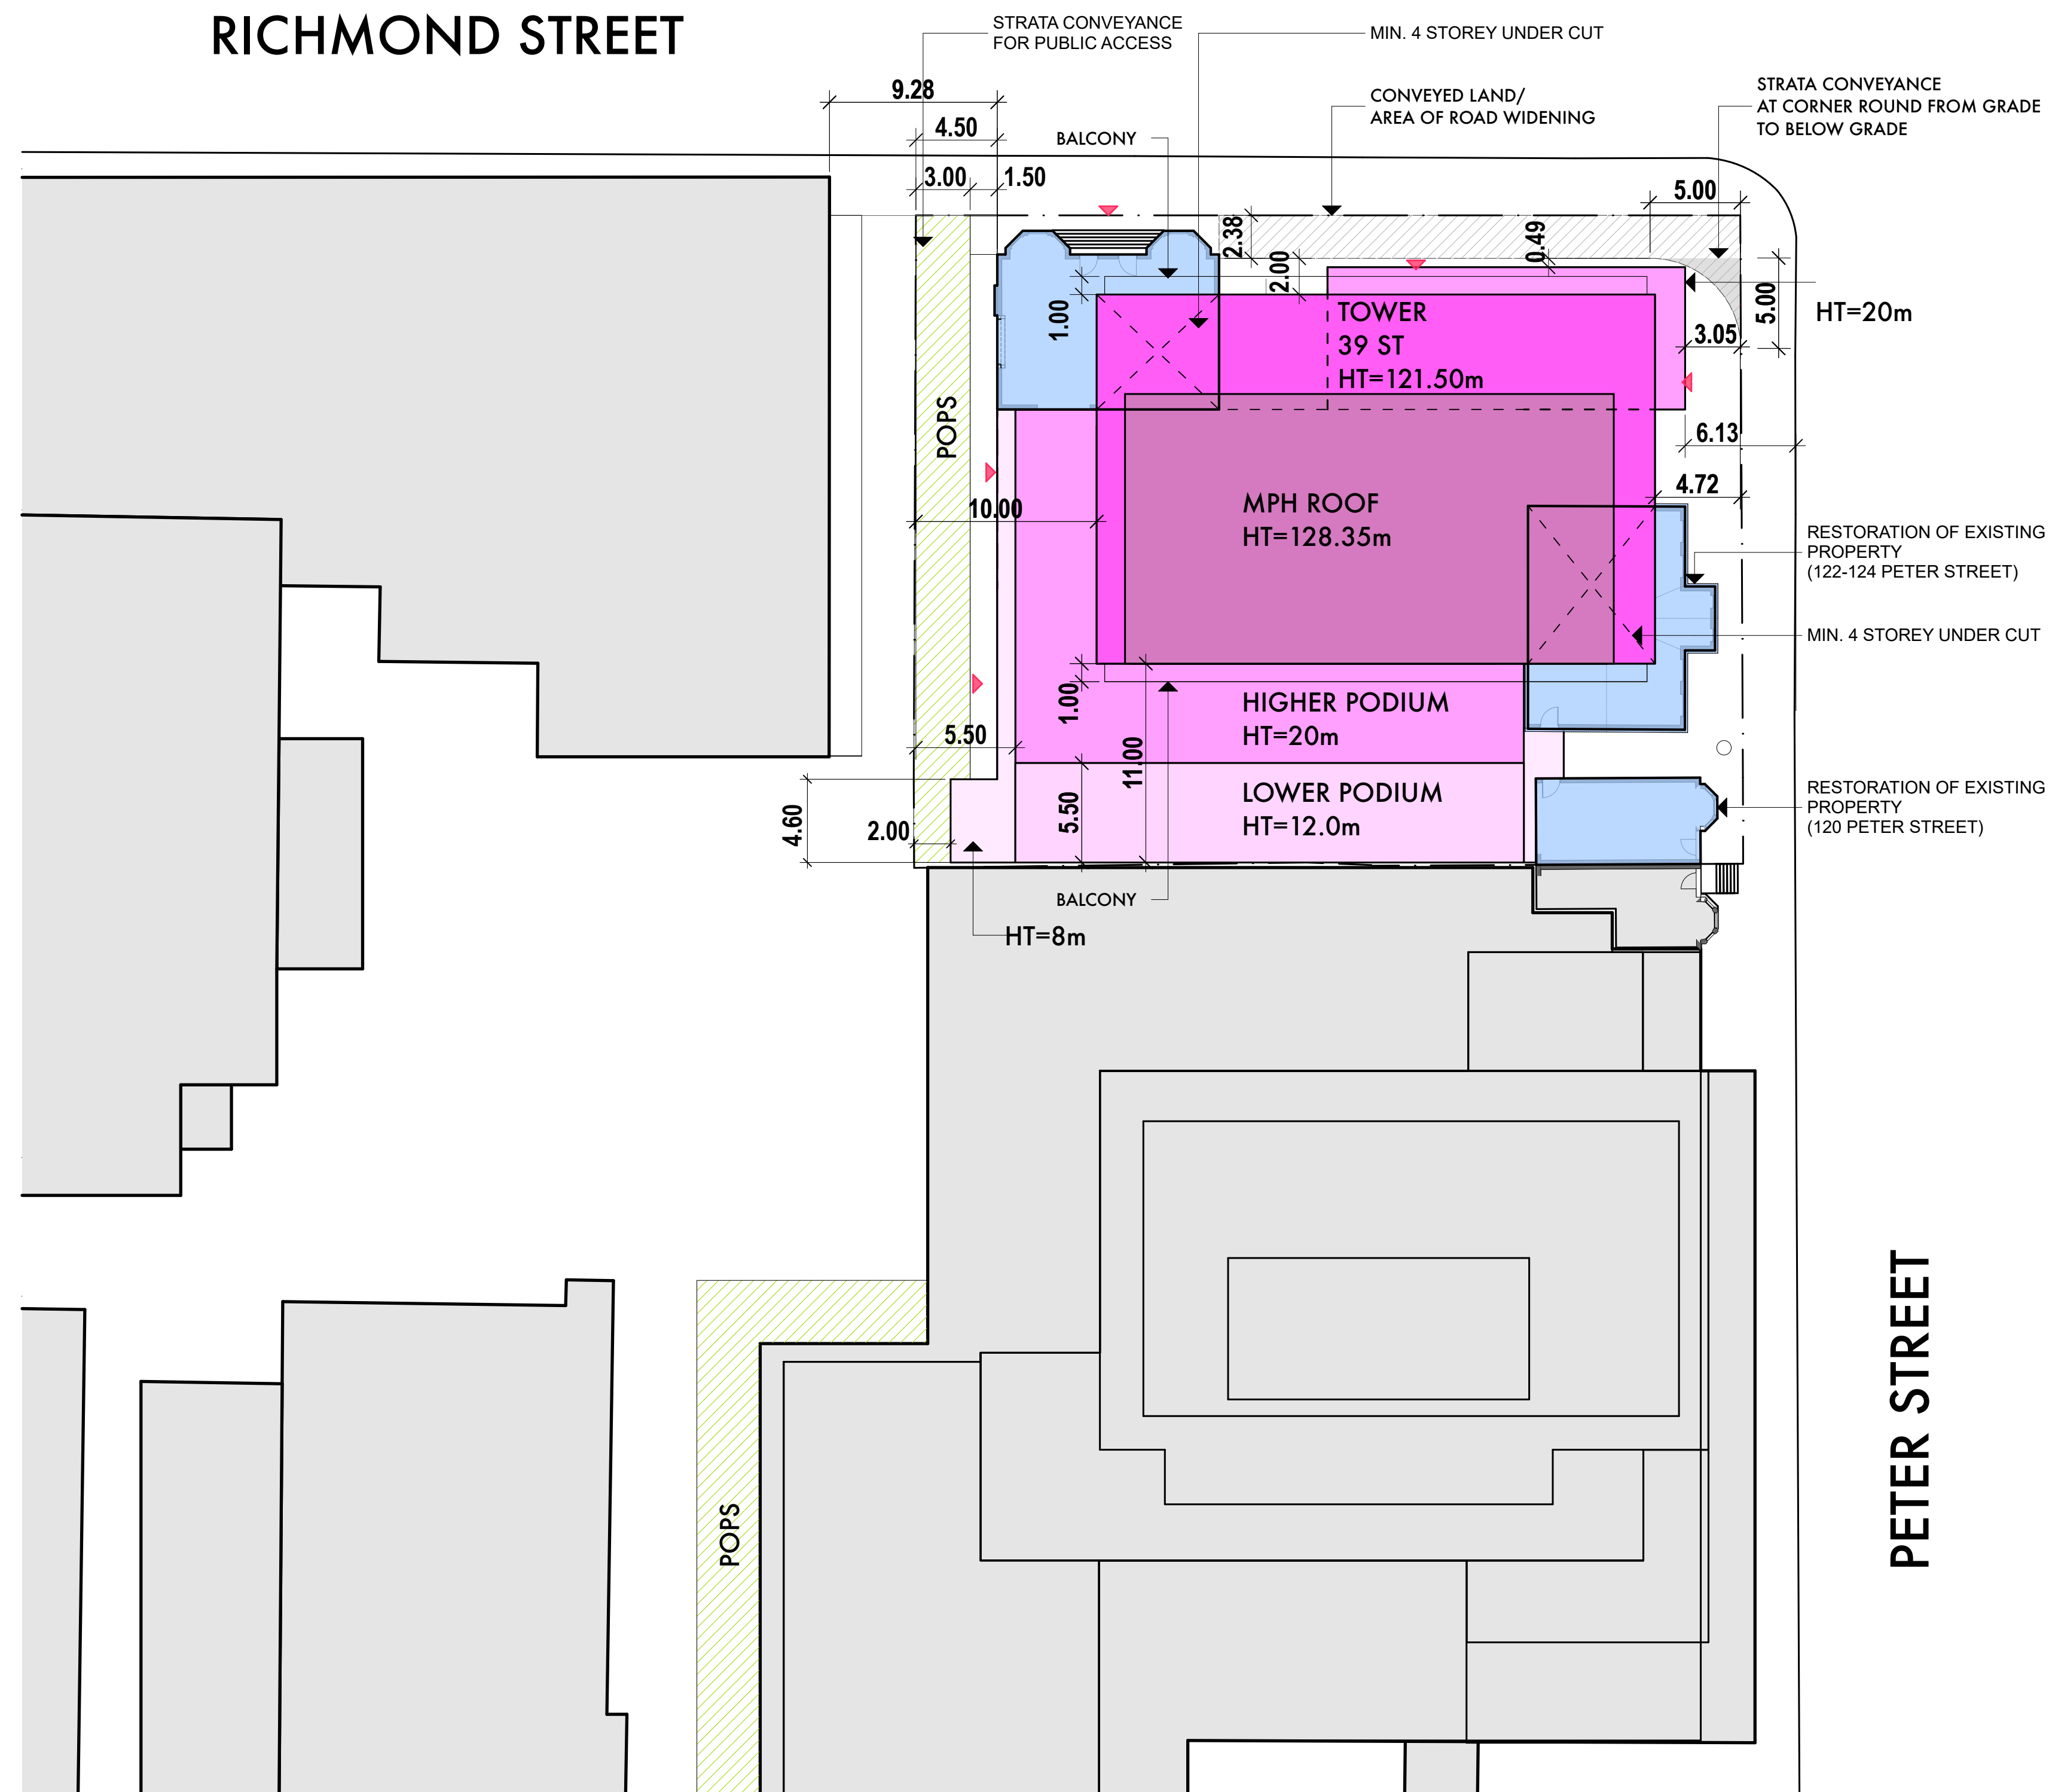 RICHMOND STREET
STRATA CONVEYANCE
FOR PUBLIC ACCESS
MIN. 4 STOREY UNDER CUT
9.28
CONVEYED LAND/
AREA OF ROAD WIDENING
STRATA CONVEYANCE
AT CORNER ROUND FROM GRADE
TO BELOW GRADE
4.50
BALCONY
3.00
1.50
5.00
2.38
0.49
2.00
1.00
5.00
HT=20m
TOWER
39 ST
HT=121.50m
3.05
POPS
6.13
4.72
10.00
MPH ROOF
HT=128.35m
RESTORATION OF EXISTING
PROPERTY
(122-124 PETER STREET)
MIN. 4 STOREY UNDER CUT
1.00
HIGHER PODIUM
HT=20m
5.50
11.00
LOWER PODIUM
HT=12.0m
5.50
4.60
2.00
RESTORATION OF EXISTING
PROPERTY
(120 PETER STREET)
BALCONY
HT=8m
PETER STREET
POPS